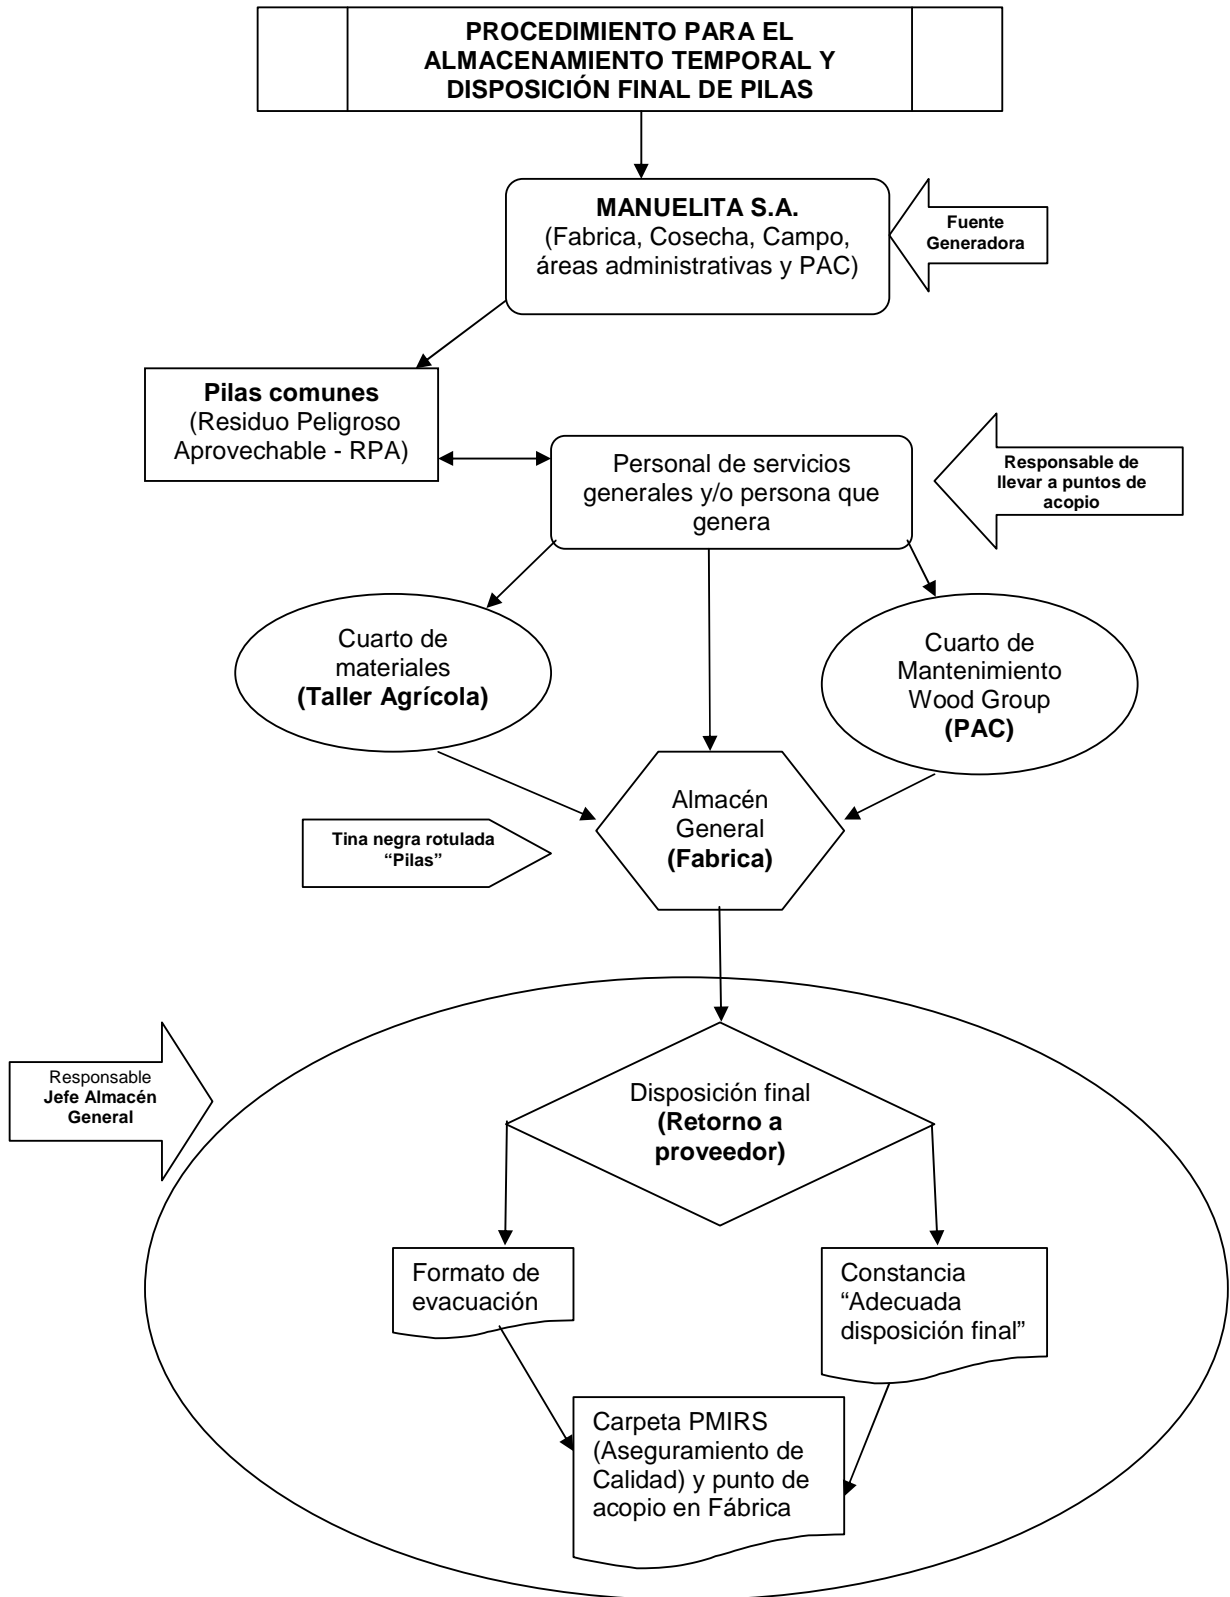 PROCEDIMIENTO PARA EL
ALMACENAMIENTO TEMPORAL Y
DISPOSICIÓN FINAL DE PILAS
MANUELITA S.A.
(Fabrica, Cosecha, Campo,
áreas administrativas y PAC)
Fuente
Generadora
Pilas comunes
(Residuo Peligroso
Aprovechable - RPA)
Personal de servicios
generales y/o persona que
genera
Responsable de
llevar a puntos de
acopio
Cuarto de
materiales
(Taller Agrícola)
Cuarto de
Mantenimiento
Wood Group
(PAC)
Almacén
General
(Fabrica)
Tina negra rotulada
“Pilas”
Responsable
Jefe Almacén
General
Disposición final
(Retorno a
proveedor)
Formato de
evacuación
Constancia
“Adecuada
disposición final”
Carpeta PMIRS
(Aseguramiento de
Calidad) y punto de
acopio en Fábrica